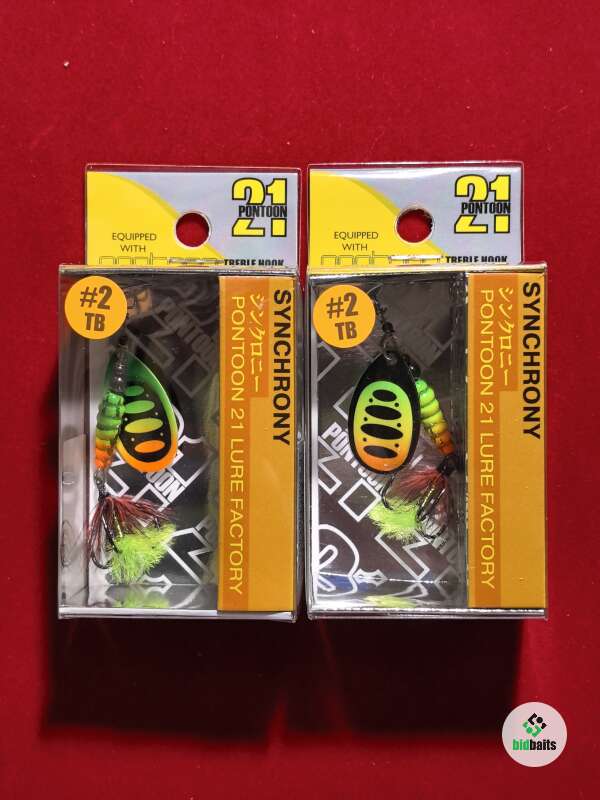 21
PONTOON
EQUIPPED
WITH
TREBLE HOOK
#2
TB
SYNCHRONY
シンクロニー
PONTOON 21 LURE FACTORY
PONTOON
21
PONTOON
EQUIPPED
WITH
TREBLE HOOK
#2
TB
SYNCHRONY
シンクロニー
PONTOON 21 LURE FACTORY
PONTOON
bidbaits